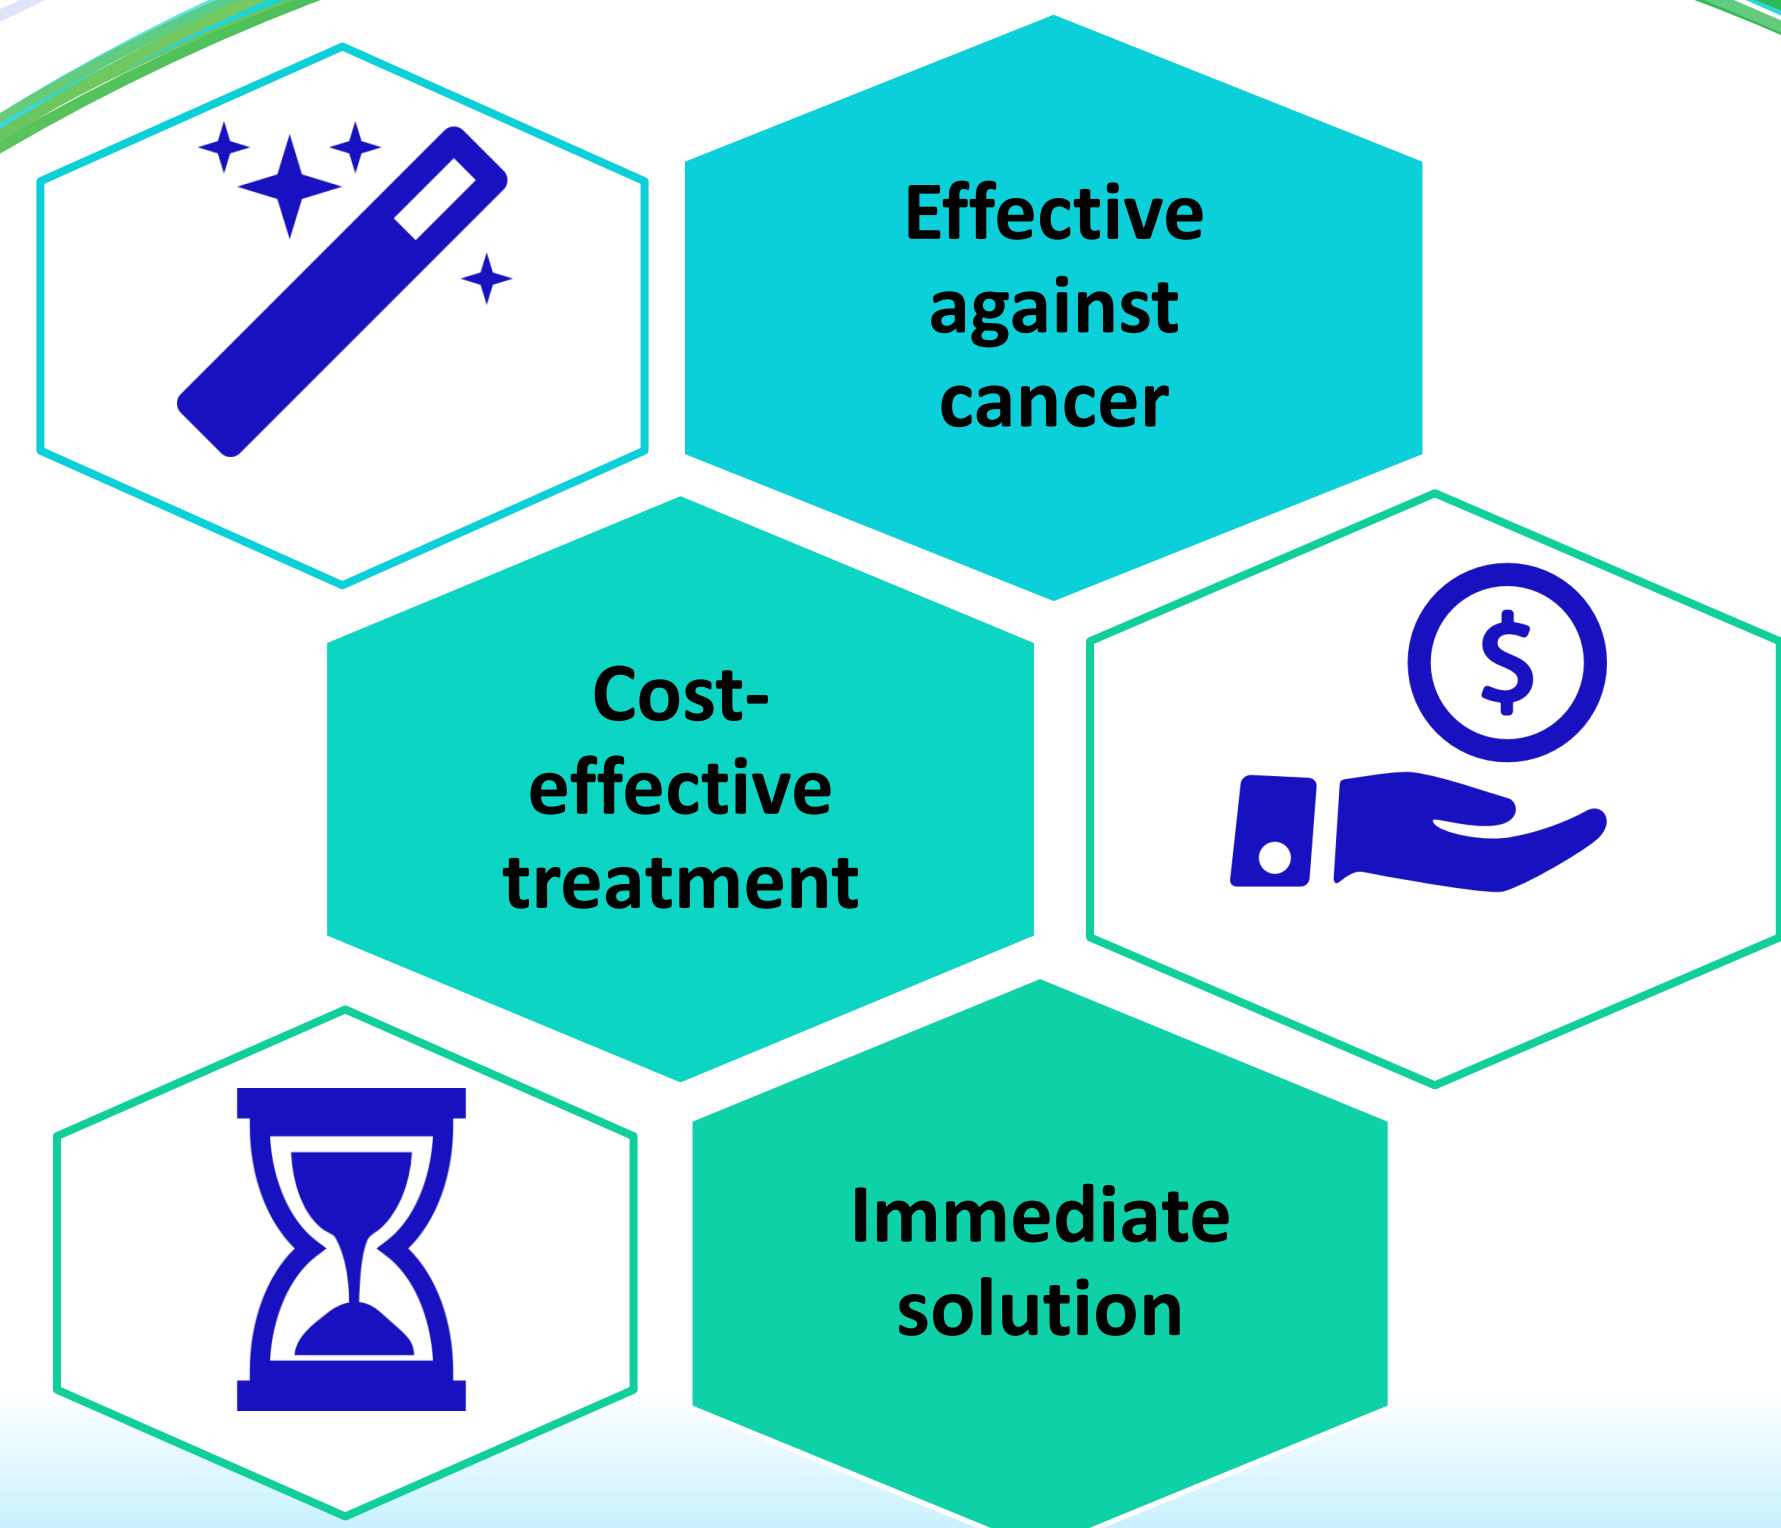 Effective
against
cancer
Cost-
effective
treatment
$
Immediate
solution